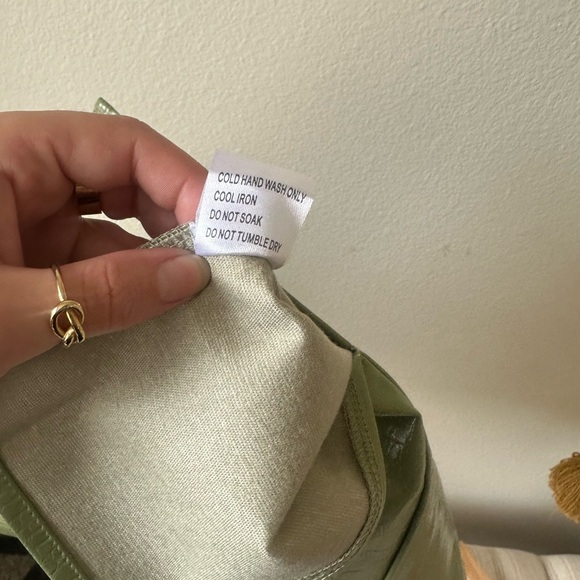 COLD HAND WASH ONLY
COOL IRON
DO NOT SOAK
DO NOT TUMBLE DRY